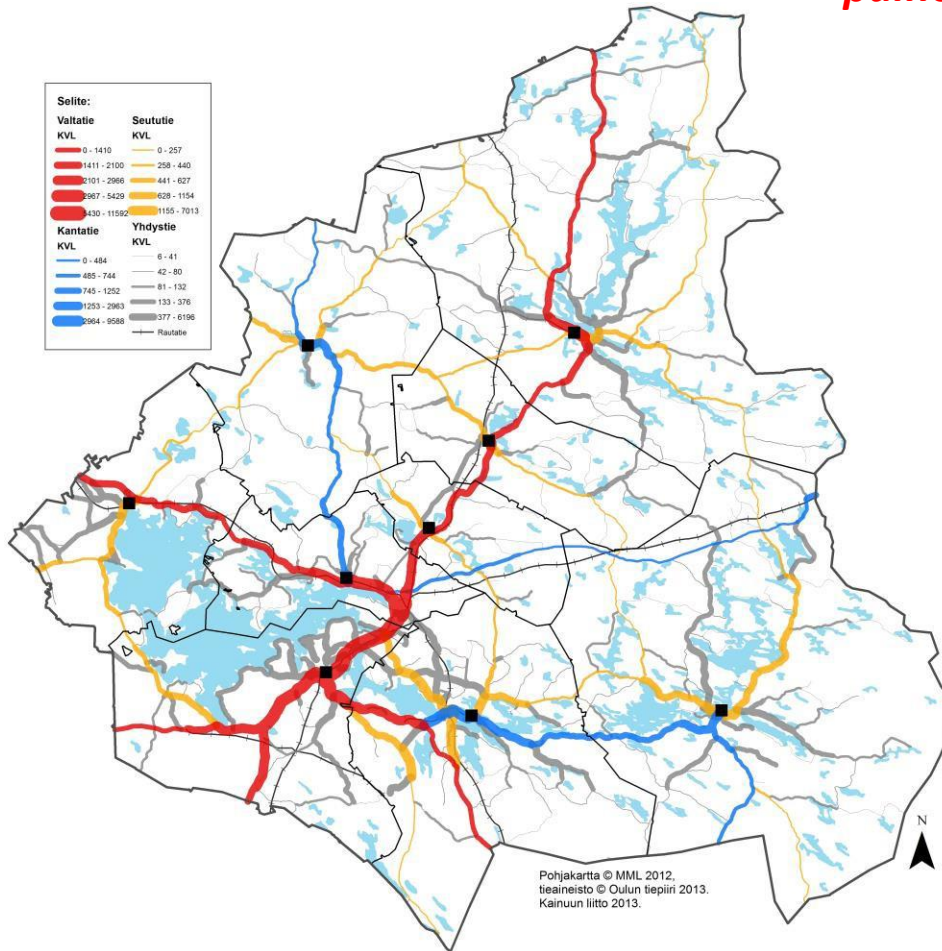 Selite:
Valtatie
KVL
0 - 1410
1411 - 2100
2101 - 2966
2967 - 5429
5430 - 11592
Kantatie
KVL
0 - 484
485 - 744
745 - 1252
1253 - 2963
2964 - 9588
Seututie
KVL
0 - 257
258 - 440
441 - 627
628 - 1154
1155 - 7013
Yhdystie
KVL
6 - 41
42 - 80
81 - 132
133 - 376
377 - 6196
Rautatie
N
Pohjakartta © MML 2012,
tieaineisto © Oulun tiepiiri 2013.
Kainuun liitto 2013.